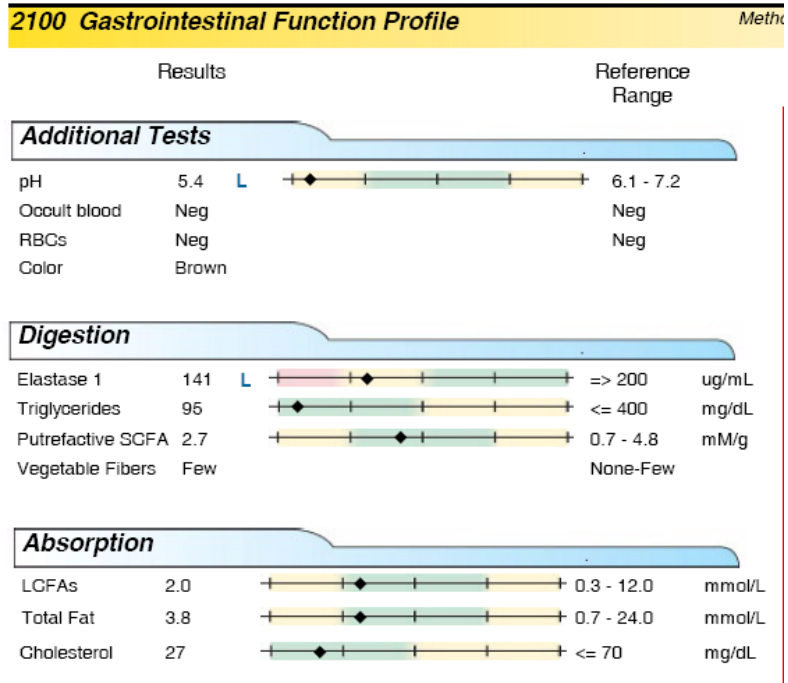 2100 Gastrointestinal Function Profile Metho
Results Reference Range
Additional Tests
pH 5.4 L 6.1 - 7.2
Occult blood Neg Neg
RBCs Neg Neg
Color Brown
Digestion
Elastase 1 141 L => 200 ug/mL
Triglycerides 95 <= 400 mg/dL
Putrefactive SCFA 2.7 0.7 - 4.8 mM/g
Vegetable Fibers Few None-Few
Absorption
LCFAs 2.0 0.3 - 12.0 mmol/L
Total Fat 3.8 0.7 - 24.0 mmol/L
Cholesterol 27 <= 70 mg/dL